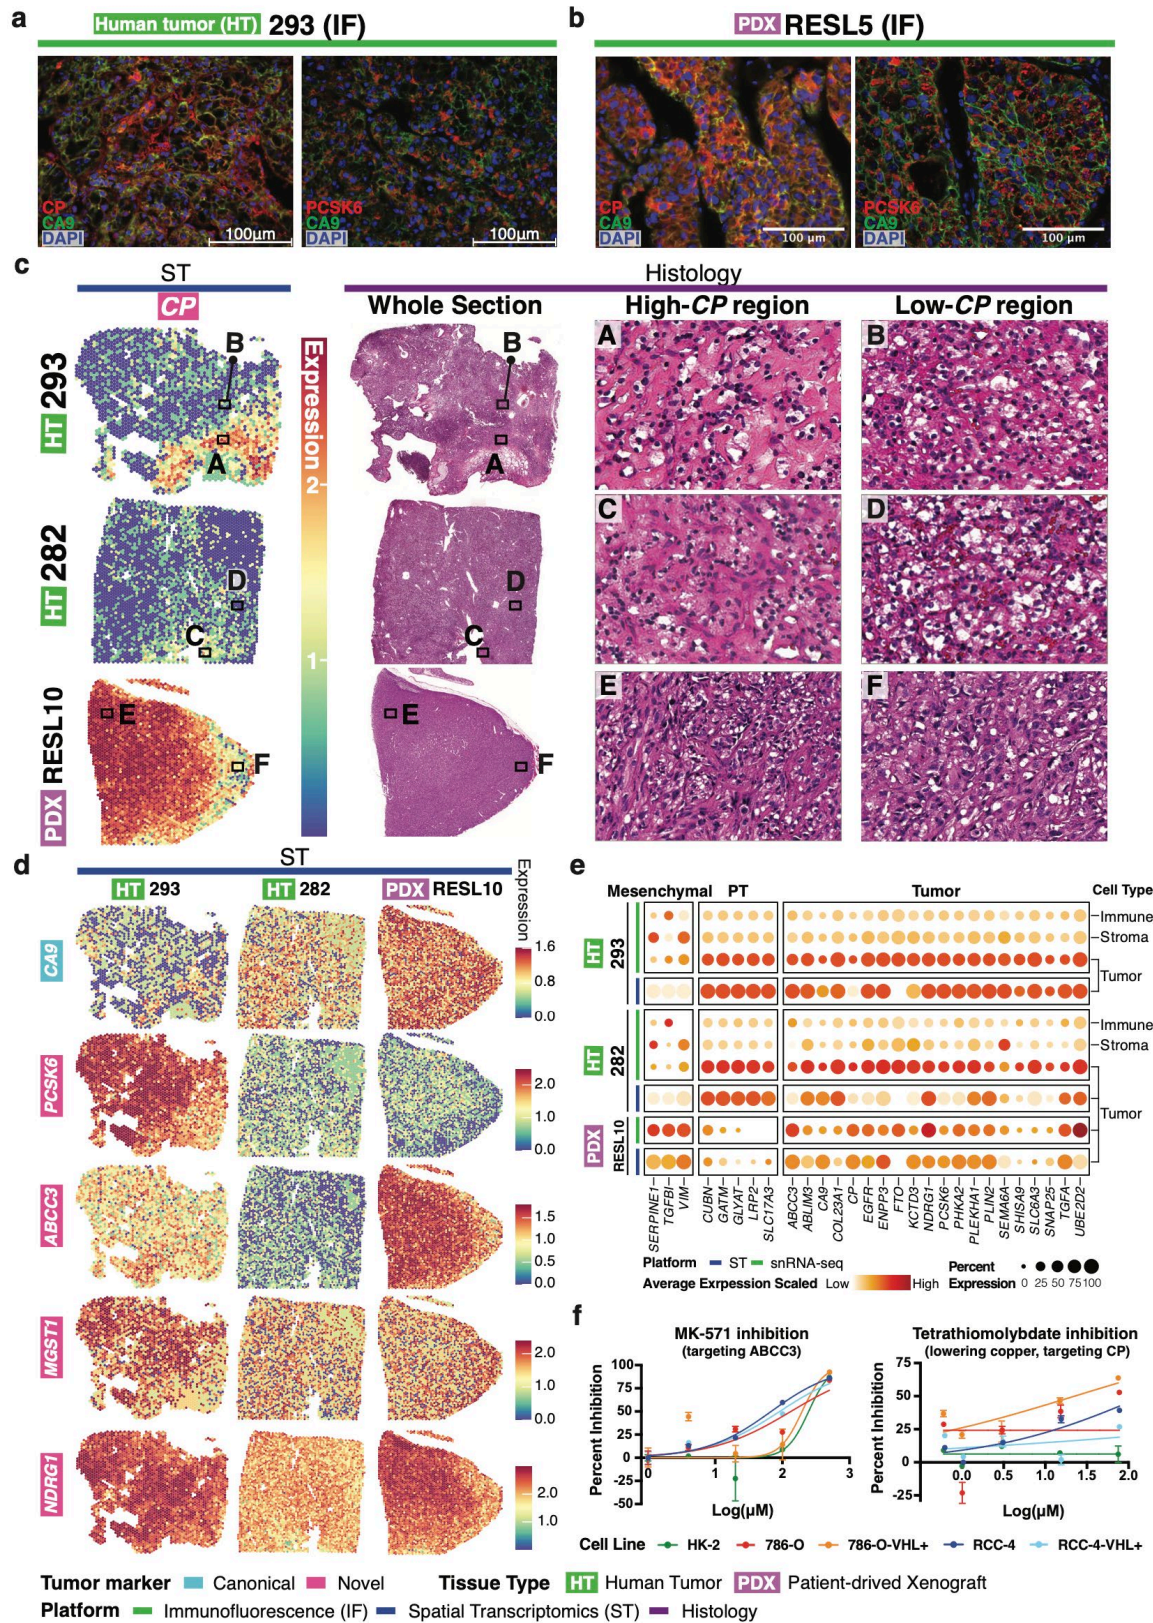 a
Human tumor (HT) 293 (IF)
CP
CA9
DAPI
100µm
PCSK6
CA9
DAPI
100µm
b
PDX RESL5 (IF)
CP
CA9
DAPI
100 µm
PCSK6
CA9
DAPI
100 µm
c
ST
Histology
CP
Whole Section
High-CP region
Low-CP region
HT 293
B
A
Expression
2
1
B
A
A
B
HT 282
D
C
D
C
C
D
PDX RESL10
E
F
E
F
E
F
d
ST
HT 293
HT 282
PDX RESL10
Expression
CA9
1.6
0.8
0.0
PCSK6
2.0
1.0
0.0
ABCC3
1.5
1.0
0.5
0.0
MGST1
2.0
1.0
0.0
NDRG1
2.0
1.0
e
Mesenchymal
PT
Tumor
Cell Type
HT 293
Immune
Stroma
Tumor
HT 282
Immune
Stroma
Tumor
PDX RESL10
SERPINE1
TGFBI
VIM
CUBN
GATM
GLYAT
LRP2
SLC17A3
ABCC3
ABLIM3
CA9
COL23A1
CP
EGFR
ENPP3
FTO
KCTD3
NDRG1
PCSK6
PHKA2
PLEKHA1
PLIN2
SEMA6A
SHISA9
SLC6A3
SNAP25
TGFA
UBE2D2
Platform ST snRNA-seq
Average Exrpession Scaled Low High
Percent Expression 0 25 50 75 100
f
MK-571 inhibition
(targeting ABCC3)
Percent Inhibition
100
75
50
25
0
-25
-50
0 1 2 3
Log(µM)
Tetrathiomolybdate inhibition
(lowering copper, targeting CP)
Percent Inhibition
75
50
25
0
-25
0.0 0.5 1.0 1.5 2.0
Log(µM)
Cell Line HK-2 786-O 786-O-VHL+ RCC-4 RCC-4-VHL+
Tumor marker Canonical Novel
Tissue Type HT Human Tumor PDX Patient-drived Xenograft
Platform Immunofluorescence (IF) Spatial Transcriptomics (ST) Histology